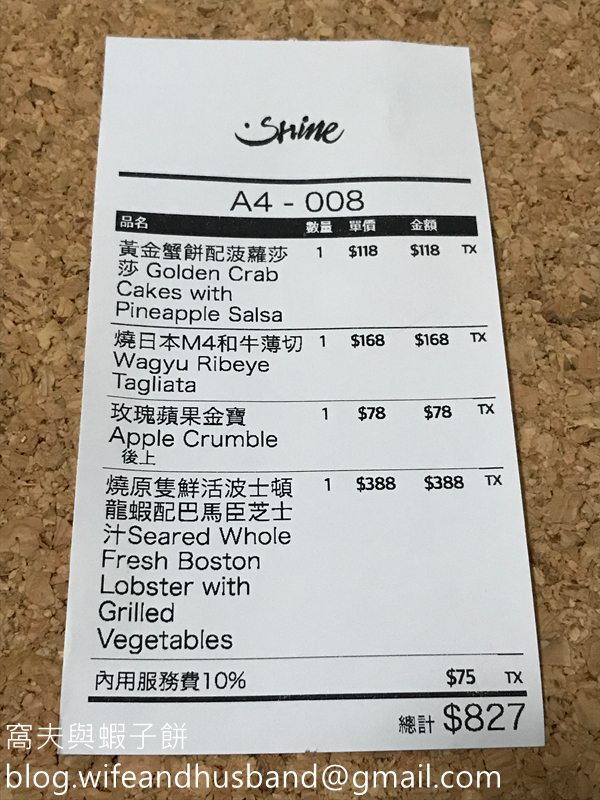 Shine
A4 - 008
品名 數量 單價 金額
黃金蟹餅配菠蘿莎 1 $118 $118 TX
莎 Golden Crab
Cakes with
Pineapple Salsa
燒日本M4和牛薄切 1 $168 $168 TX
Wagyu Ribeye
Tagliata
玫瑰蘋果金寶 1 $78 $78 TX
Apple Crumble
後上
燒原隻鮮活波士頓 1 $388 $388 TX
龍蝦配巴馬臣芝士
汁Seared Whole
Fresh Boston
Lobster with
Grilled
Vegetables
內用服務費10% $75 TX
總計 $827
窩夫與蝦子餅
blog.wifeandhusband@gmail.com